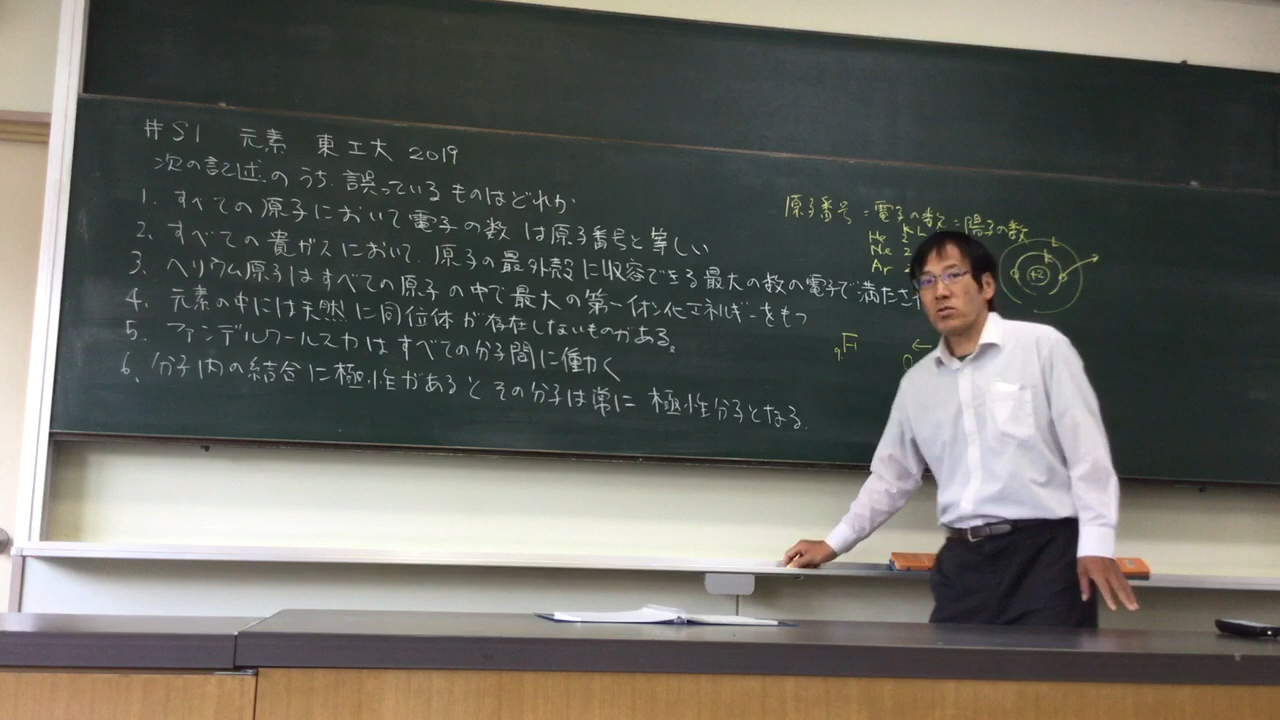 #S1 元素 東工大 2019
次の記述のうち、誤っているものはどれか
1. すべての原子において電子の数は原子番号と等しい
2. すべての貴ガスにおいて、原子の最外殻に収容できる最大の数の電子で満たされ
3. ヘリウム原子はすべての原子の中で最大の第一イオン化エネルギーをもつ
4. 元素の中には天然に同位体が存在しないものがある。
5. ファンデルワールス力はすべての分子間に働く
6. 分子内の結合に極性があるとその分子は常に極性分子となる.
原子番号 = 電子の数 = 陽子の数
K L
He 2
Ne 2
Ar 2
K L
+2
9F